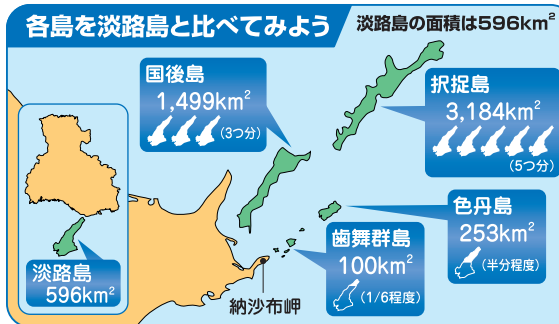 各島を淡路島と比べてみよう
淡路島の面積は596km²
国後島
1,499km²
(3つ分)
択捉島
3,184km²
(5つ分)
色丹島
253km²
(半分程度)
歯舞群島
100km²
(1/6程度)
納沙布岬
淡路島
596km²